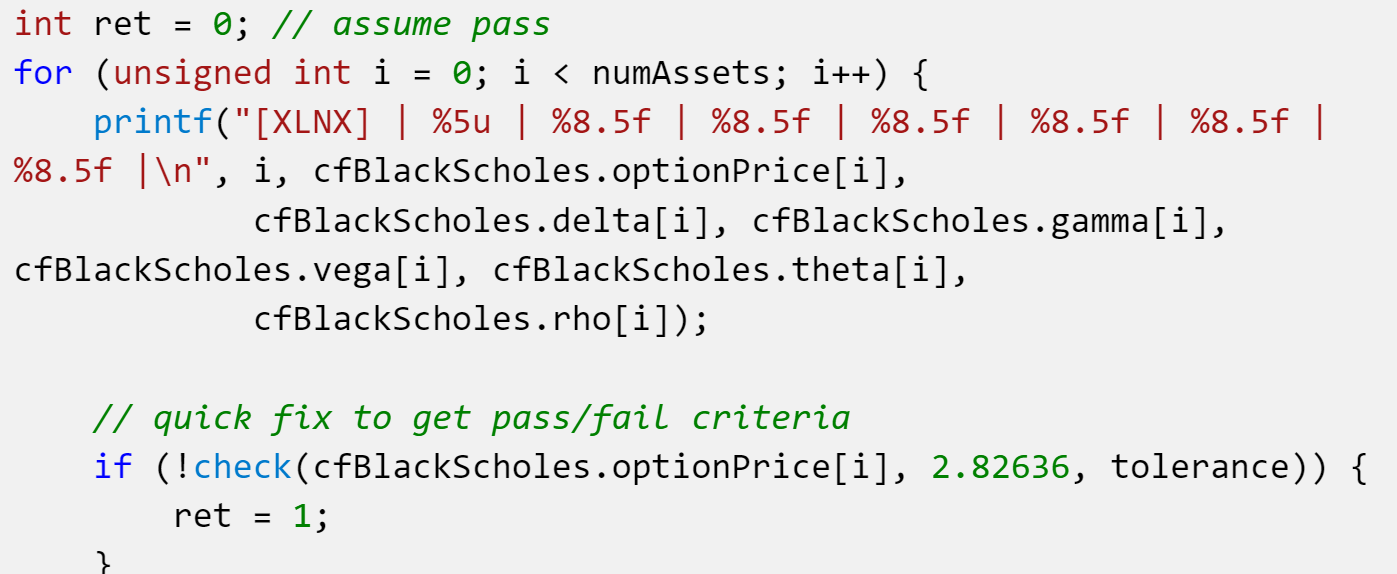 int ret = 0; // assume pass
for (unsigned int i = 0; i < numAssets; i++) {
    printf("[XLNX] | %5u | %8.5f | %8.5f | %8.5f | %8.5f | %8.5f |
%8.5f |\n", i, cfBlackScholes.optionPrice[i],
            cfBlackScholes.delta[i], cfBlackScholes.gamma[i],
cfBlackScholes.vega[i], cfBlackScholes.theta[i],
            cfBlackScholes.rho[i]);

    // quick fix to get pass/fail criteria
    if (!check(cfBlackScholes.optionPrice[i], 2.82636, tolerance)) {
        ret = 1;
    }